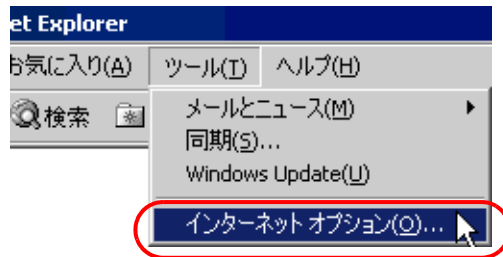 et Explorer
お気に入り(A) ツール(T) ヘルプ(H)
検索
メールとニュース(M)
同期(S)...
Windows Update(U)
インターネット オプション(O)...